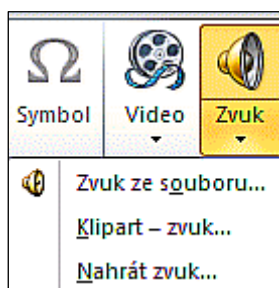 Symbol Video Zvuk
Zvuk ze souboru...
Klipart – zvuk...
Nahrát zvuk...